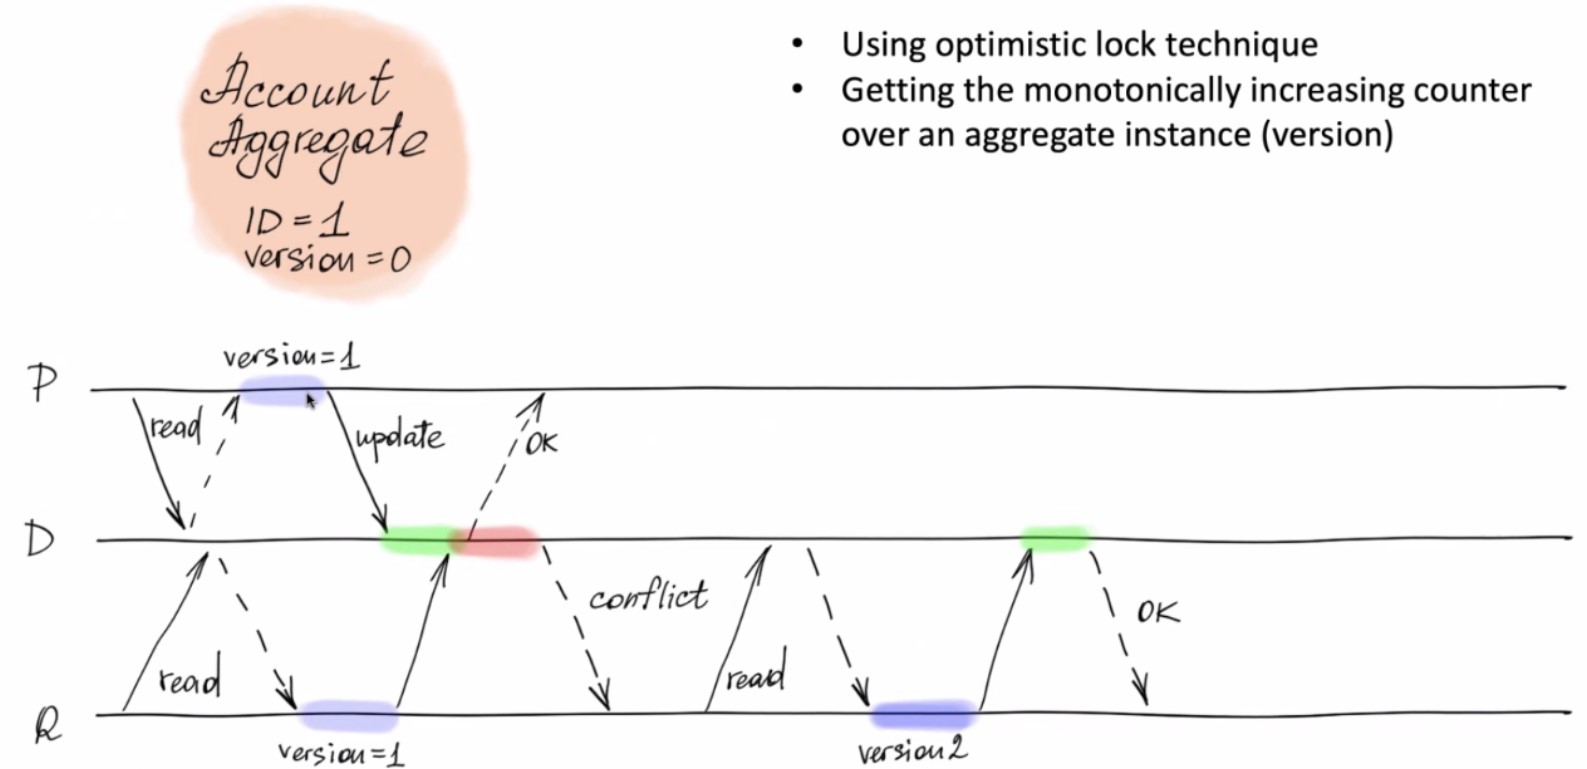 Account
Aggregate
ID = 1
version = 0
• Using optimistic lock technique
• Getting the monotonically increasing counter
over an aggregate instance (version)
version=1
P
read
update
OK
D
conflict
OK
read
read
R
version=1
version 2